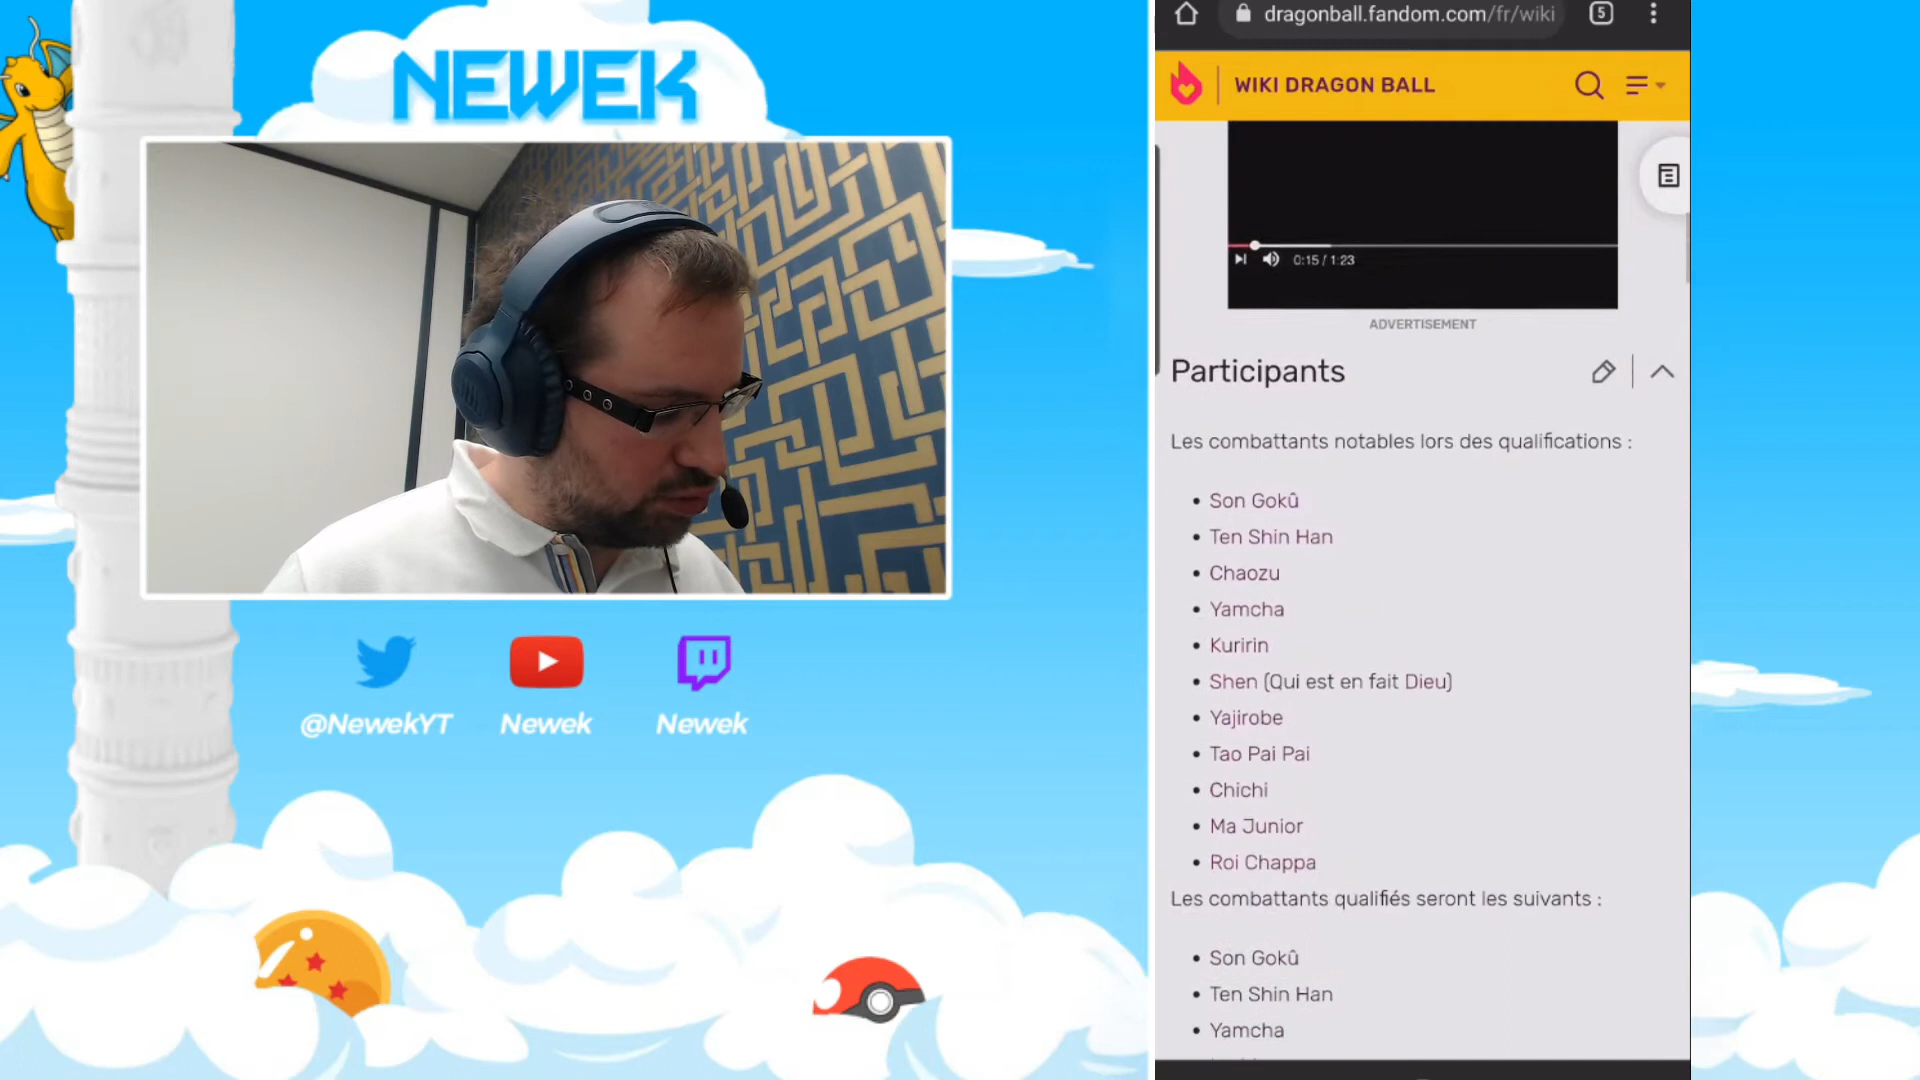 NEWEK
@NewekYT
Newek
Newek
dragonball.fandom.com/fr/wiki
5
WIKI DRAGON BALL
0:15 / 1:23
ADVERTISEMENT
Participants
Les combattants notables lors des qualifications :
• Son Gokû
• Ten Shin Han
• Chaozu
• Yamcha
• Kuririn
• Shen (Qui est en fait Dieu)
• Yajirobe
• Tao Pai Pai
• Chichi
• Ma Junior
• Roi Chappa
Les combattants qualifiés seront les suivants :
• Son Gokû
• Ten Shin Han
• Yamcha